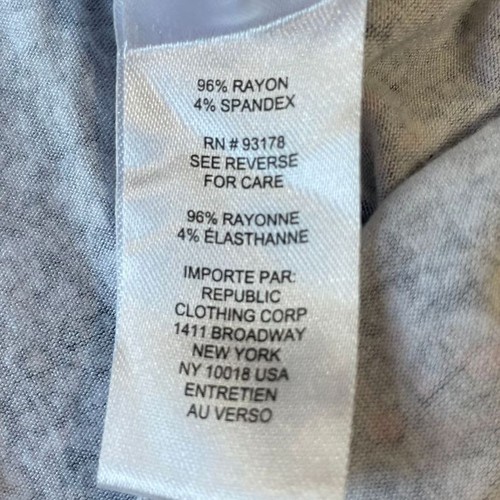 96% RAYON
4% SPANDEX
RN # 93178
SEE REVERSE
FOR CARE
96% RAYONNE
4% ÉLASTHANNE
IMPORTE PAR:
REPUBLIC
CLOTHING CORP
1411 BROADWAY
NEW YORK
NY 10018 USA
ENTRETIEN
AU VERSO